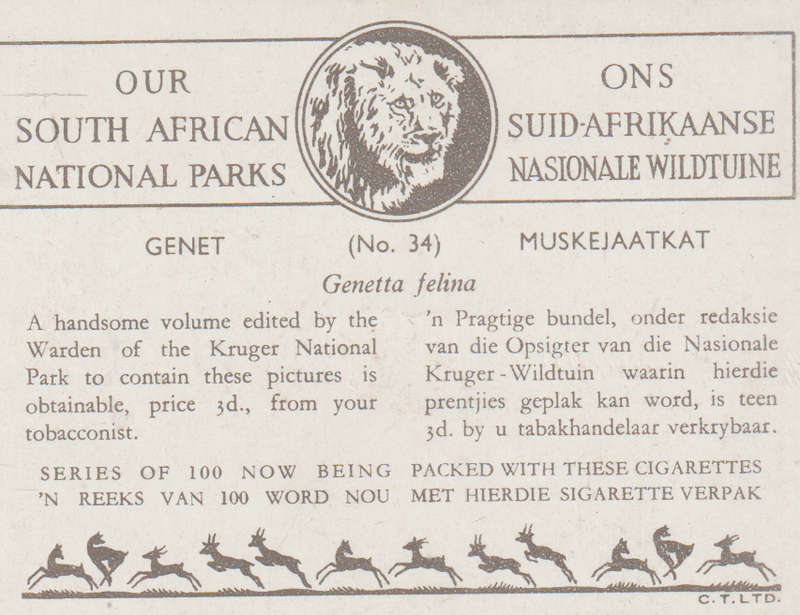 OUR
SOUTH AFRICAN
NATIONAL PARKS
ONS
SUID-AFRIKAANSE
NASIONALE WILDTUINE
GENET (No. 34) MUSKEJAATKAT
Genetta felina
A handsome volume edited by the
Warden of the Kruger National
Park to contain these pictures is
obtainable, price 3d., from your
tobacconist.
'n Pragtige bundel, onder redaksie
van die Opsigter van die Nasionale
Kruger-Wildtuin waarin hierdie
prentjies geplak kan word, is teen
3d. by u tabakhandelaar verkrybaar.
SERIES OF 100 NOW BEING PACKED WITH THESE CIGARETTES
'N REEKS VAN 100 WORD NOU MET HIERDIE SIGARETTE VERPAK
C.T.LTD.